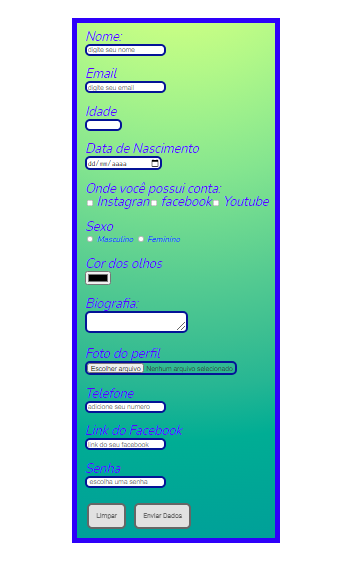 Nome:
digite seu nome
Email
digite seu email
Idade
Data de Nascimento
dd/mm/aaaa
Onde você possui conta:
Instagran facebook Youtube
Sexo
Masculino Feminino
Cor dos olhos
Biografia:
Foto do perfil
Escolher arquivo Nenhum arquivo selecionado
Telefone
adicione seu numero
Link do Facebook
link do seu facebook
Senha
escolha uma senha
Limpar Enviar Dados